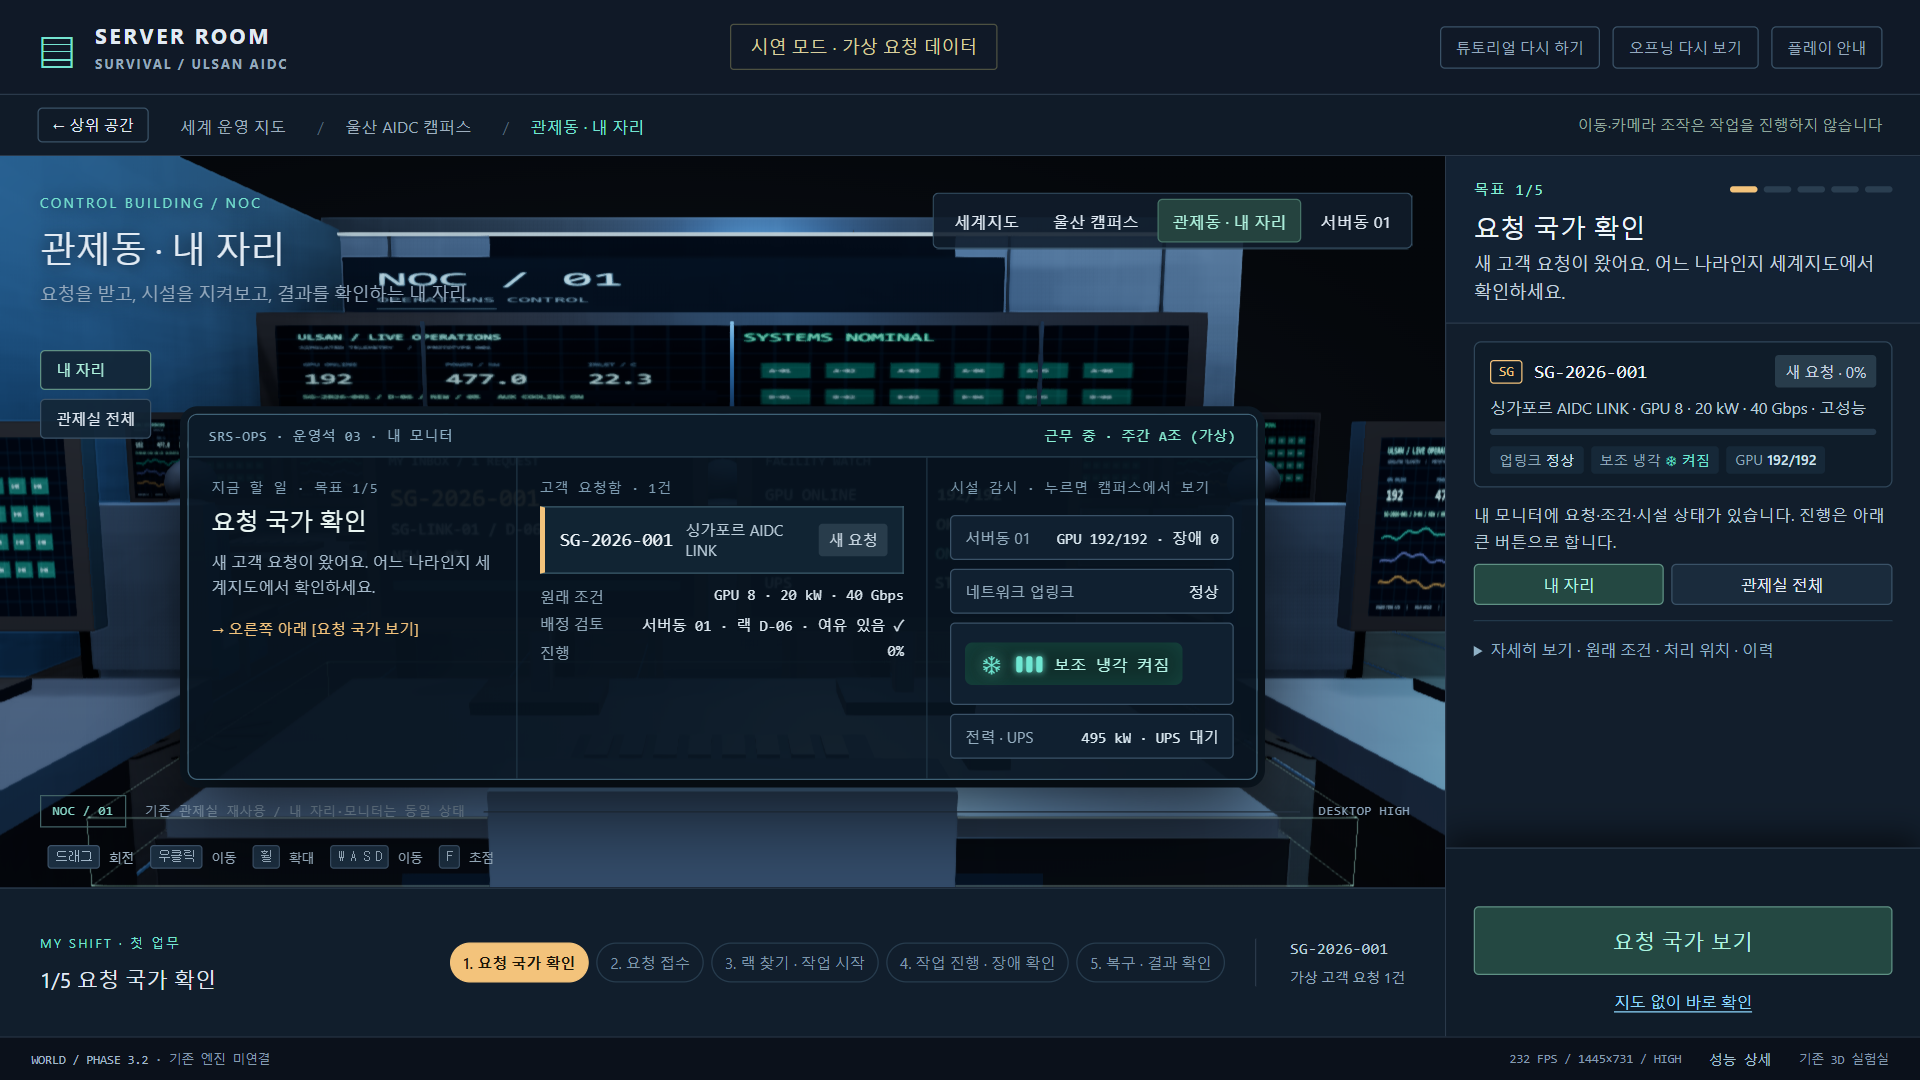 SERVER ROOM
SURVIVAL / ULSAN AIDC
시연 모드 · 가상 요청 데이터
튜토리얼 다시 하기
오프닝 다시 보기
플레이 안내
← 상위 공간
세계 운영 지도 / 울산 AIDC 캠퍼스 / 관제동 · 내 자리
이동·카메라 조작은 작업을 진행하지 않습니다
CONTROL BUILDING / NOC
관제동 · 내 자리
요청을 받고, 시설을 지켜보고, 결과를 확인하는 내 자리.
세계지도
울산 캠퍼스
관제동 · 내 자리
서버동 01
NOC / 01
OPERATIONS CONTROL
내 자리
관제실 전체
ULSAN / LIVE OPERATIONS
192
477.0
22.3
SYSTEMS NOMINAL
SRS-OPS · 운영석 03 · 내 모니터
근무 중 · 주간 A조 (가상)
지금 할 일 · 목표 1/5
요청 국가 확인
새 고객 요청이 왔어요. 어느 나라인지 세
계지도에서 확인하세요.
→ 오른쪽 아래 [요청 국가 보기]
고객 요청함 · 1건
SG-2026-001
싱가포르 AIDC
LINK
새 요청
원래 조건 GPU 8 · 20 kW · 40 Gbps
배정 검토 서버동 01 · 랙 D-06 · 여유 있음 ✓
진행 0%
시설 감시 · 누르면 캠퍼스에서 보기
서버동 01 GPU 192/192 · 장애 0
네트워크 업링크 정상
보조 냉각 켜짐
전력 · UPS 495 kW · UPS 대기
NOC / 01
기존 관제실 재사용 / 내 자리·모니터는 동일 상태
DESKTOP HIGH
드래그 회전 우클릭 이동 휠 확대 W A S D 이동 F 초점
목표 1/5
요청 국가 확인
새 고객 요청이 왔어요. 어느 나라인지 세계지도에서
확인하세요.
SG SG-2026-001 새 요청 · 0%
싱가포르 AIDC LINK · GPU 8 · 20 kW · 40 Gbps · 고성능
업링크 정상 보조 냉각 ❄ 켜짐 GPU 192/192
내 모니터에 요청·조건·시설 상태가 있습니다. 진행은 아래
큰 버튼으로 합니다.
내 자리
관제실 전체
▶ 자세히 보기 · 원래 조건 · 처리 위치 · 이력
요청 국가 보기
지도 없이 바로 확인
MY SHIFT · 첫 업무
1/5 요청 국가 확인
1. 요청 국가 확인
2. 요청 접수
3. 랙 찾기 · 작업 시작
4. 작업 진행 · 장애 확인
5. 복구 · 결과 확인
SG-2026-001
가상 고객 요청 1건
WORLD / PHASE 3.2 · 기존 엔진 미연결
232 FPS / 1445×731 / HIGH
성능 상세
기존 3D 실험실